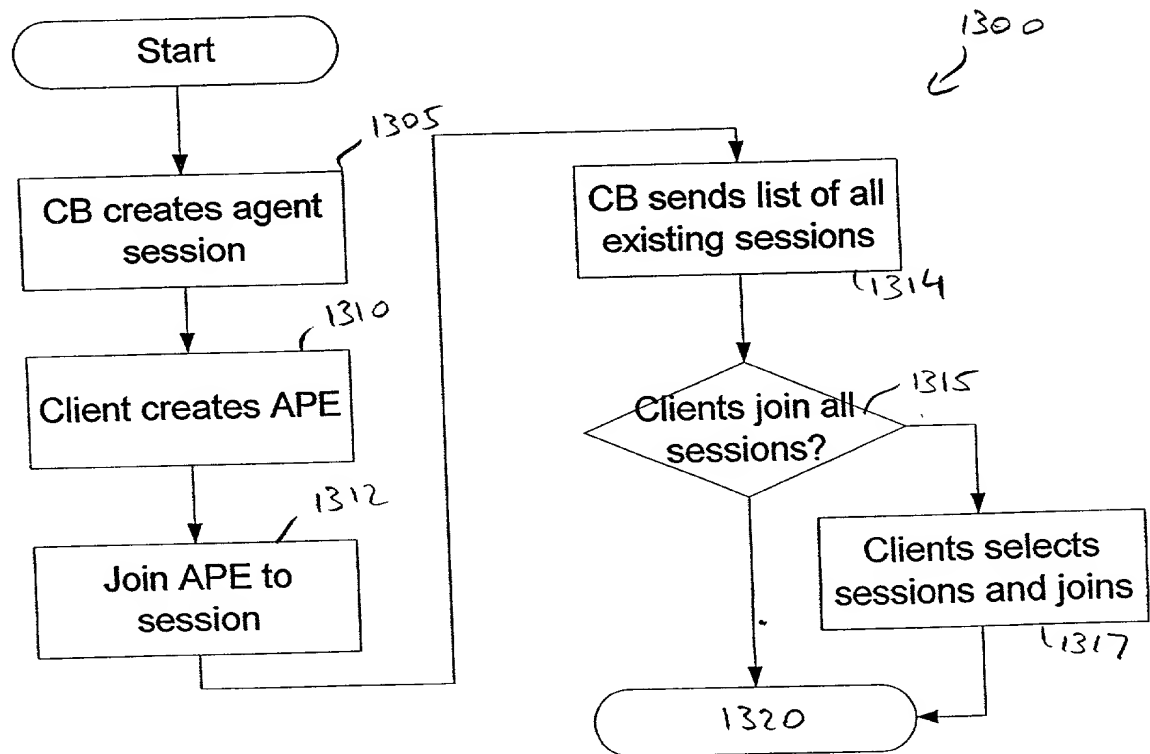 Start
1300
1305
CB creates agent
session
1310
Client creates APE
1312
Join APE to
session
CB sends list of all
existing sessions
1314
1315
Clients join all
sessions?
Clients selects
sessions and joins
1317
1320